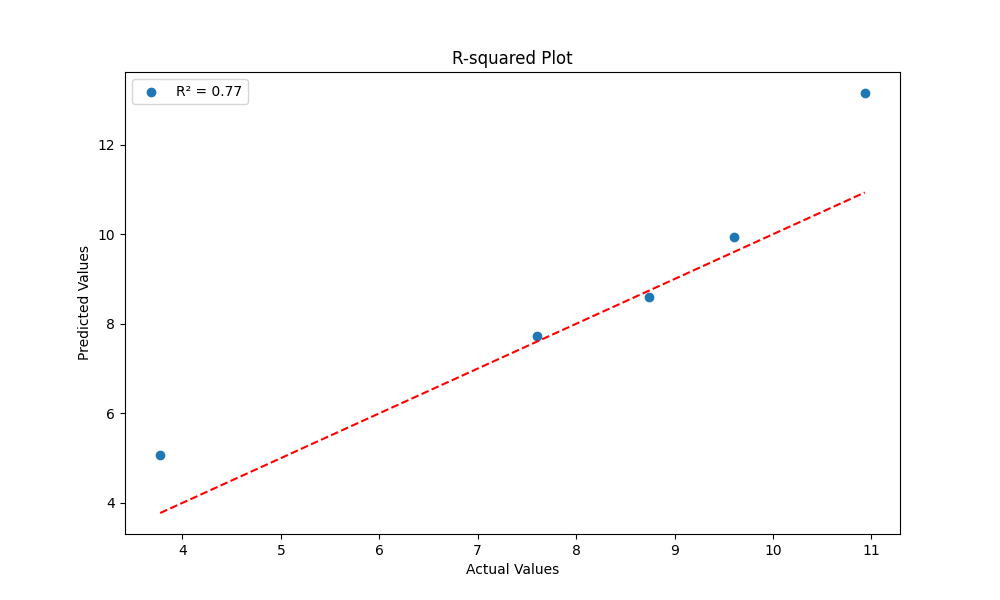 R-squared Plot
R² = 0.77
12
10
8
6
4
Predicted Values
4 5 6 7 8 9 10 11
Actual Values